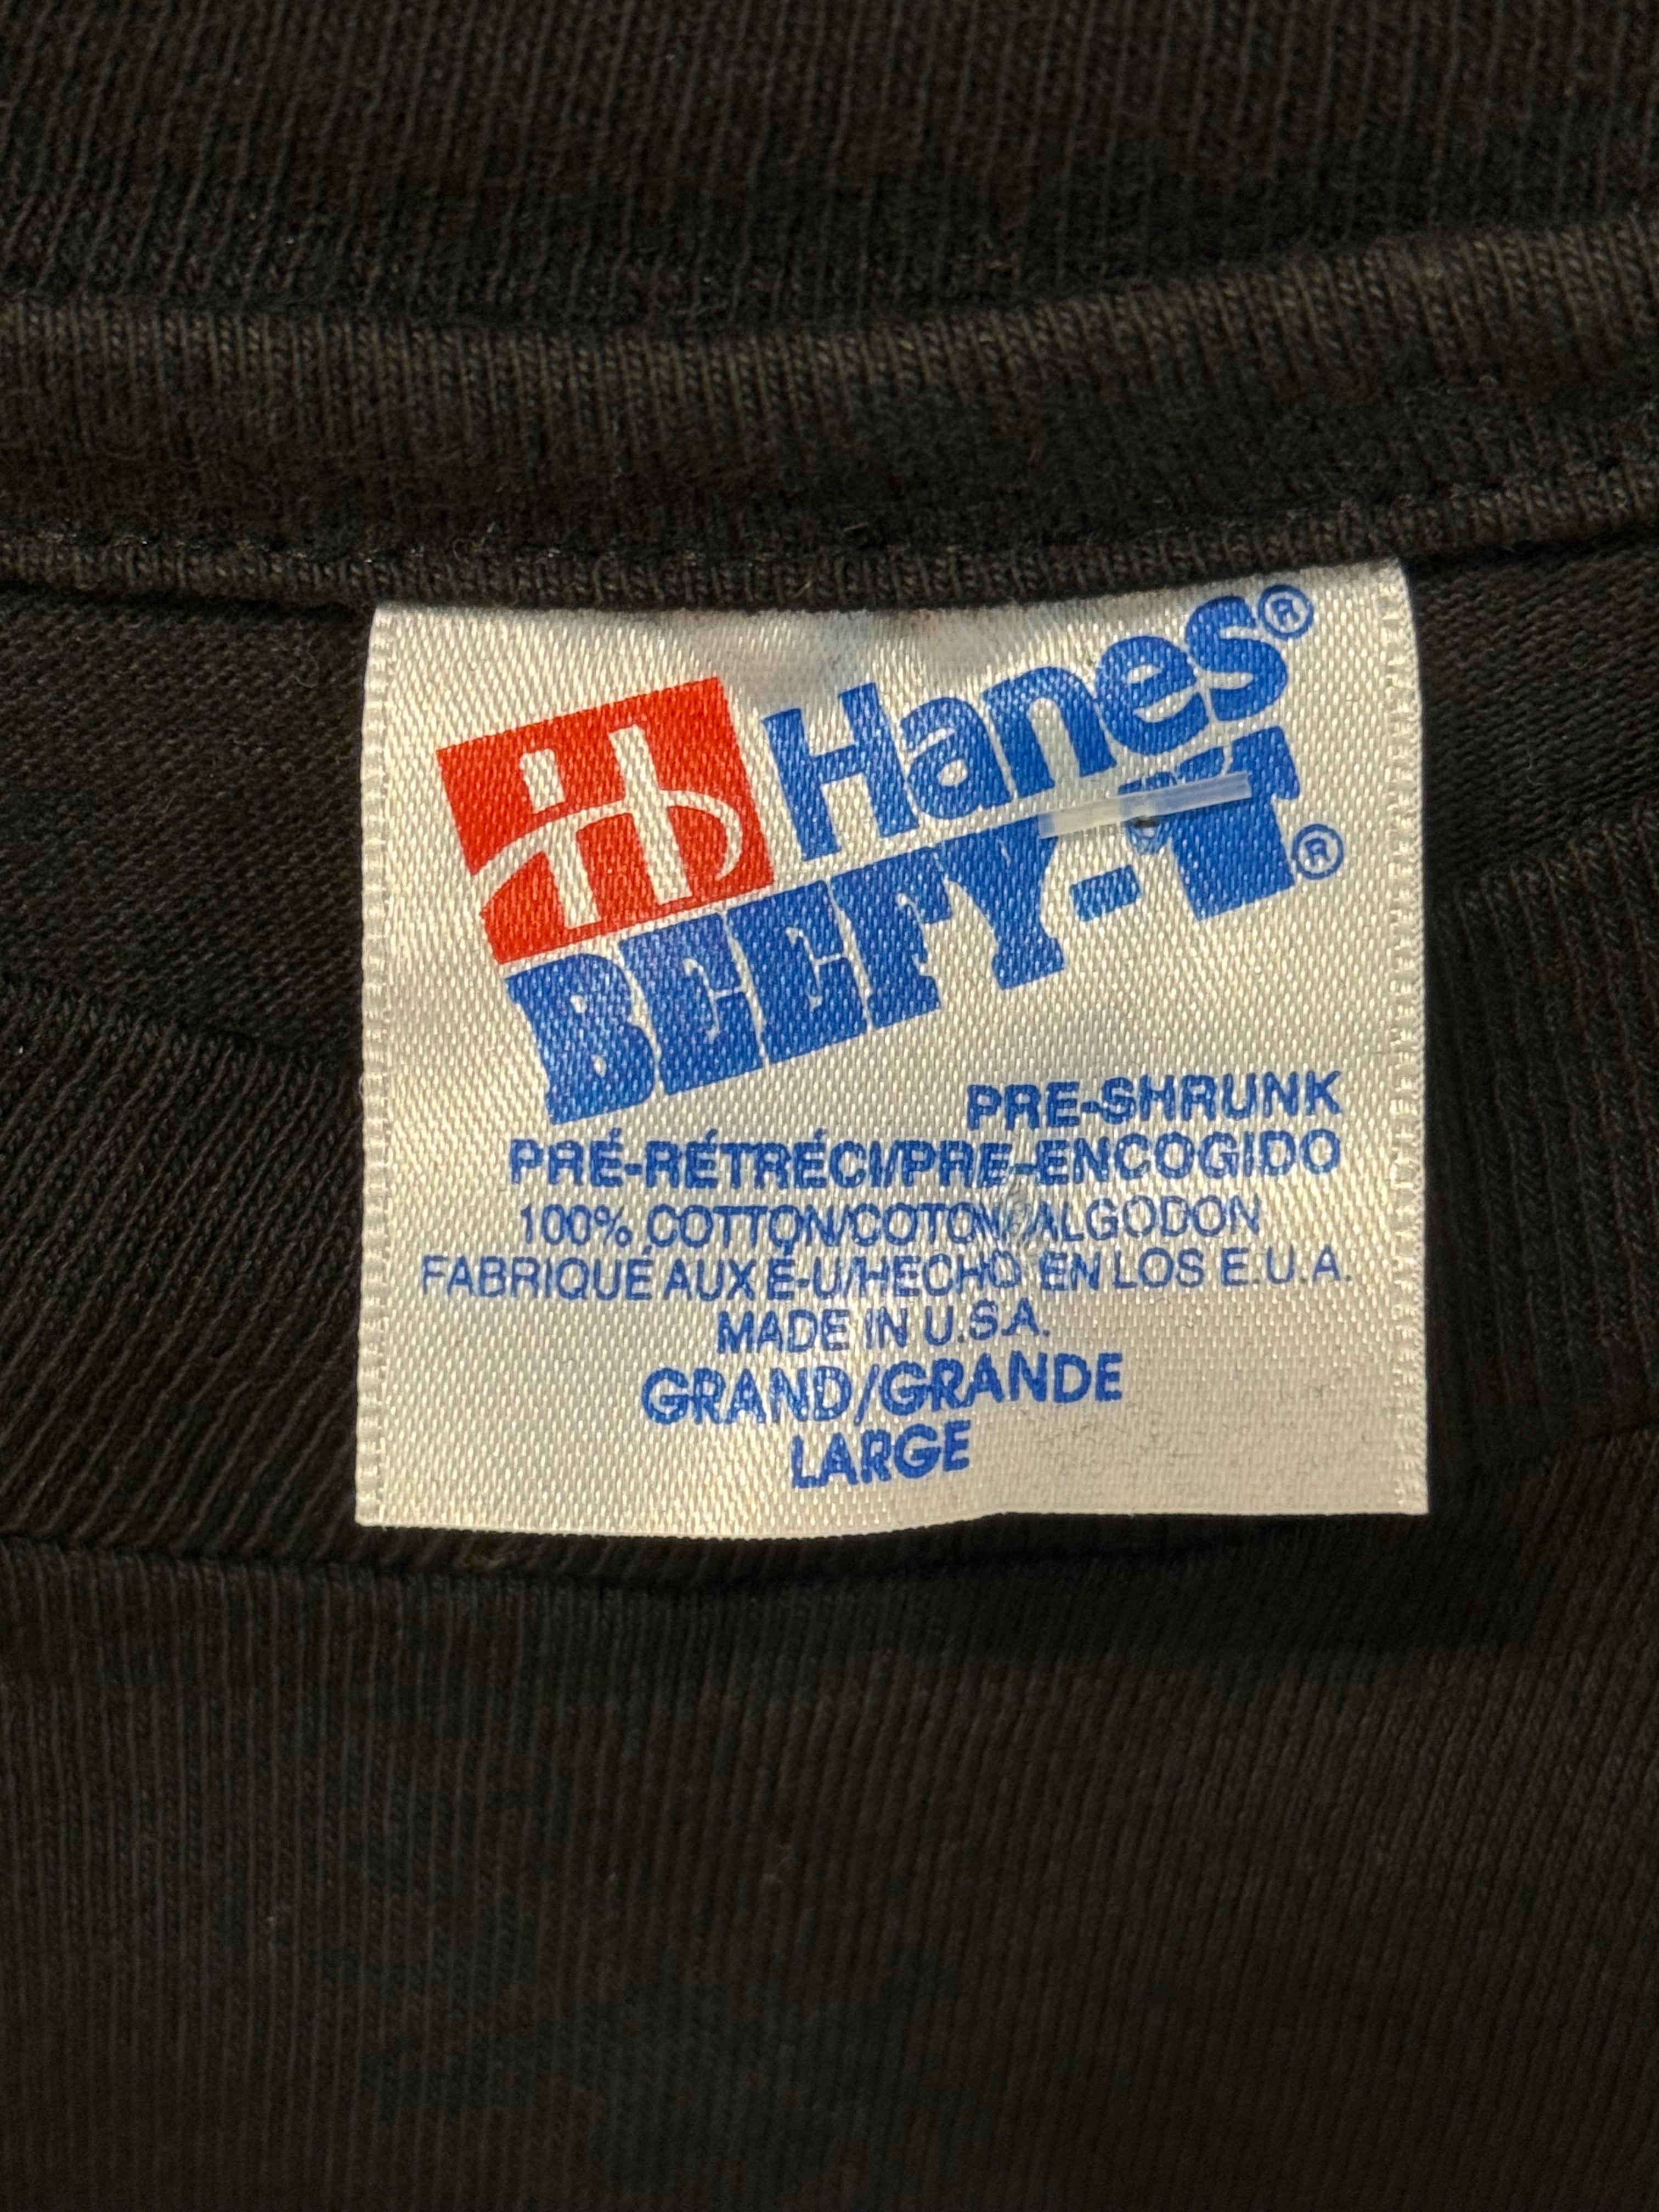 Hanes®
BEEFY-T®
PRE-SHRUNK
PRÉ-RÉTRÉCI/PRE-ENCOGIDO
100% COTTON/COTON/ALGODON
FABRIQUÉ AUX É-U/HECHO EN LOS E.U.A.
MADE IN U.S.A.
GRAND/GRANDE
LARGE